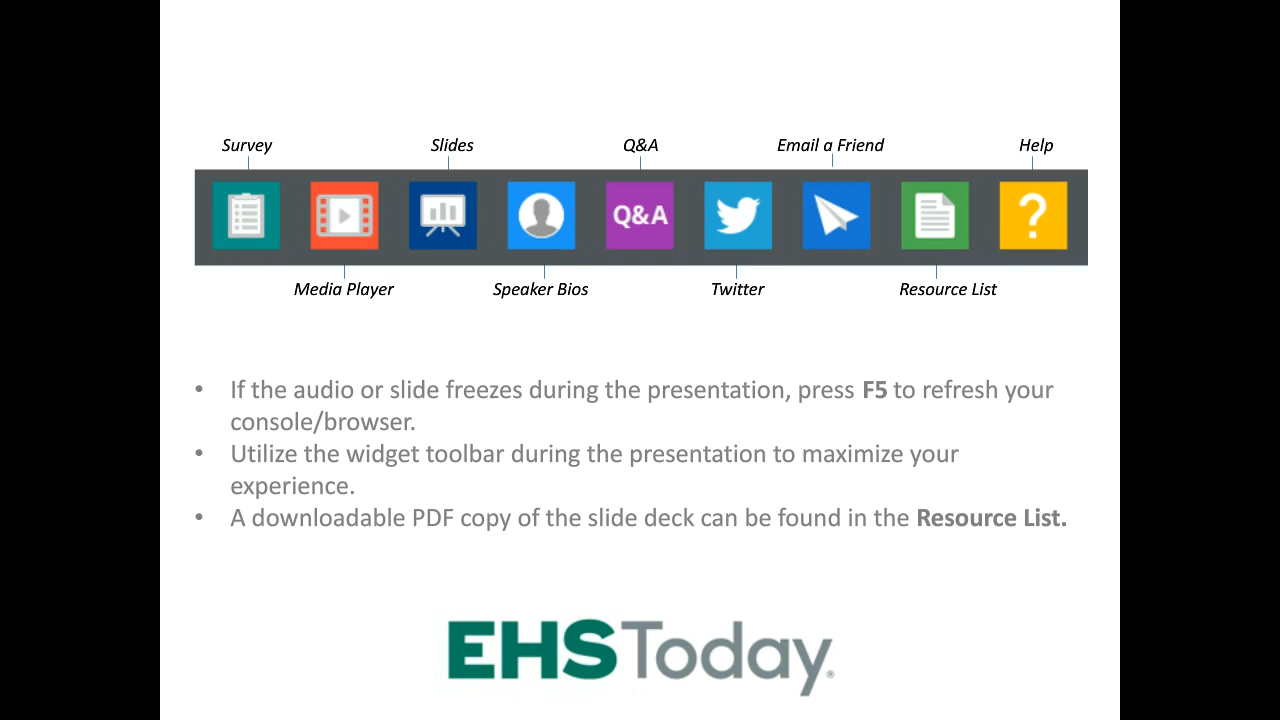 Survey
Slides
Q&A
Email a Friend
Help
Q&A
?
Media Player
Speaker Bios
Twitter
Resource List
• If the audio or slide freezes during the presentation, press F5 to refresh your
console/browser.
• Utilize the widget toolbar during the presentation to maximize your
experience.
• A downloadable PDF copy of the slide deck can be found in the Resource List.
EHSToday®